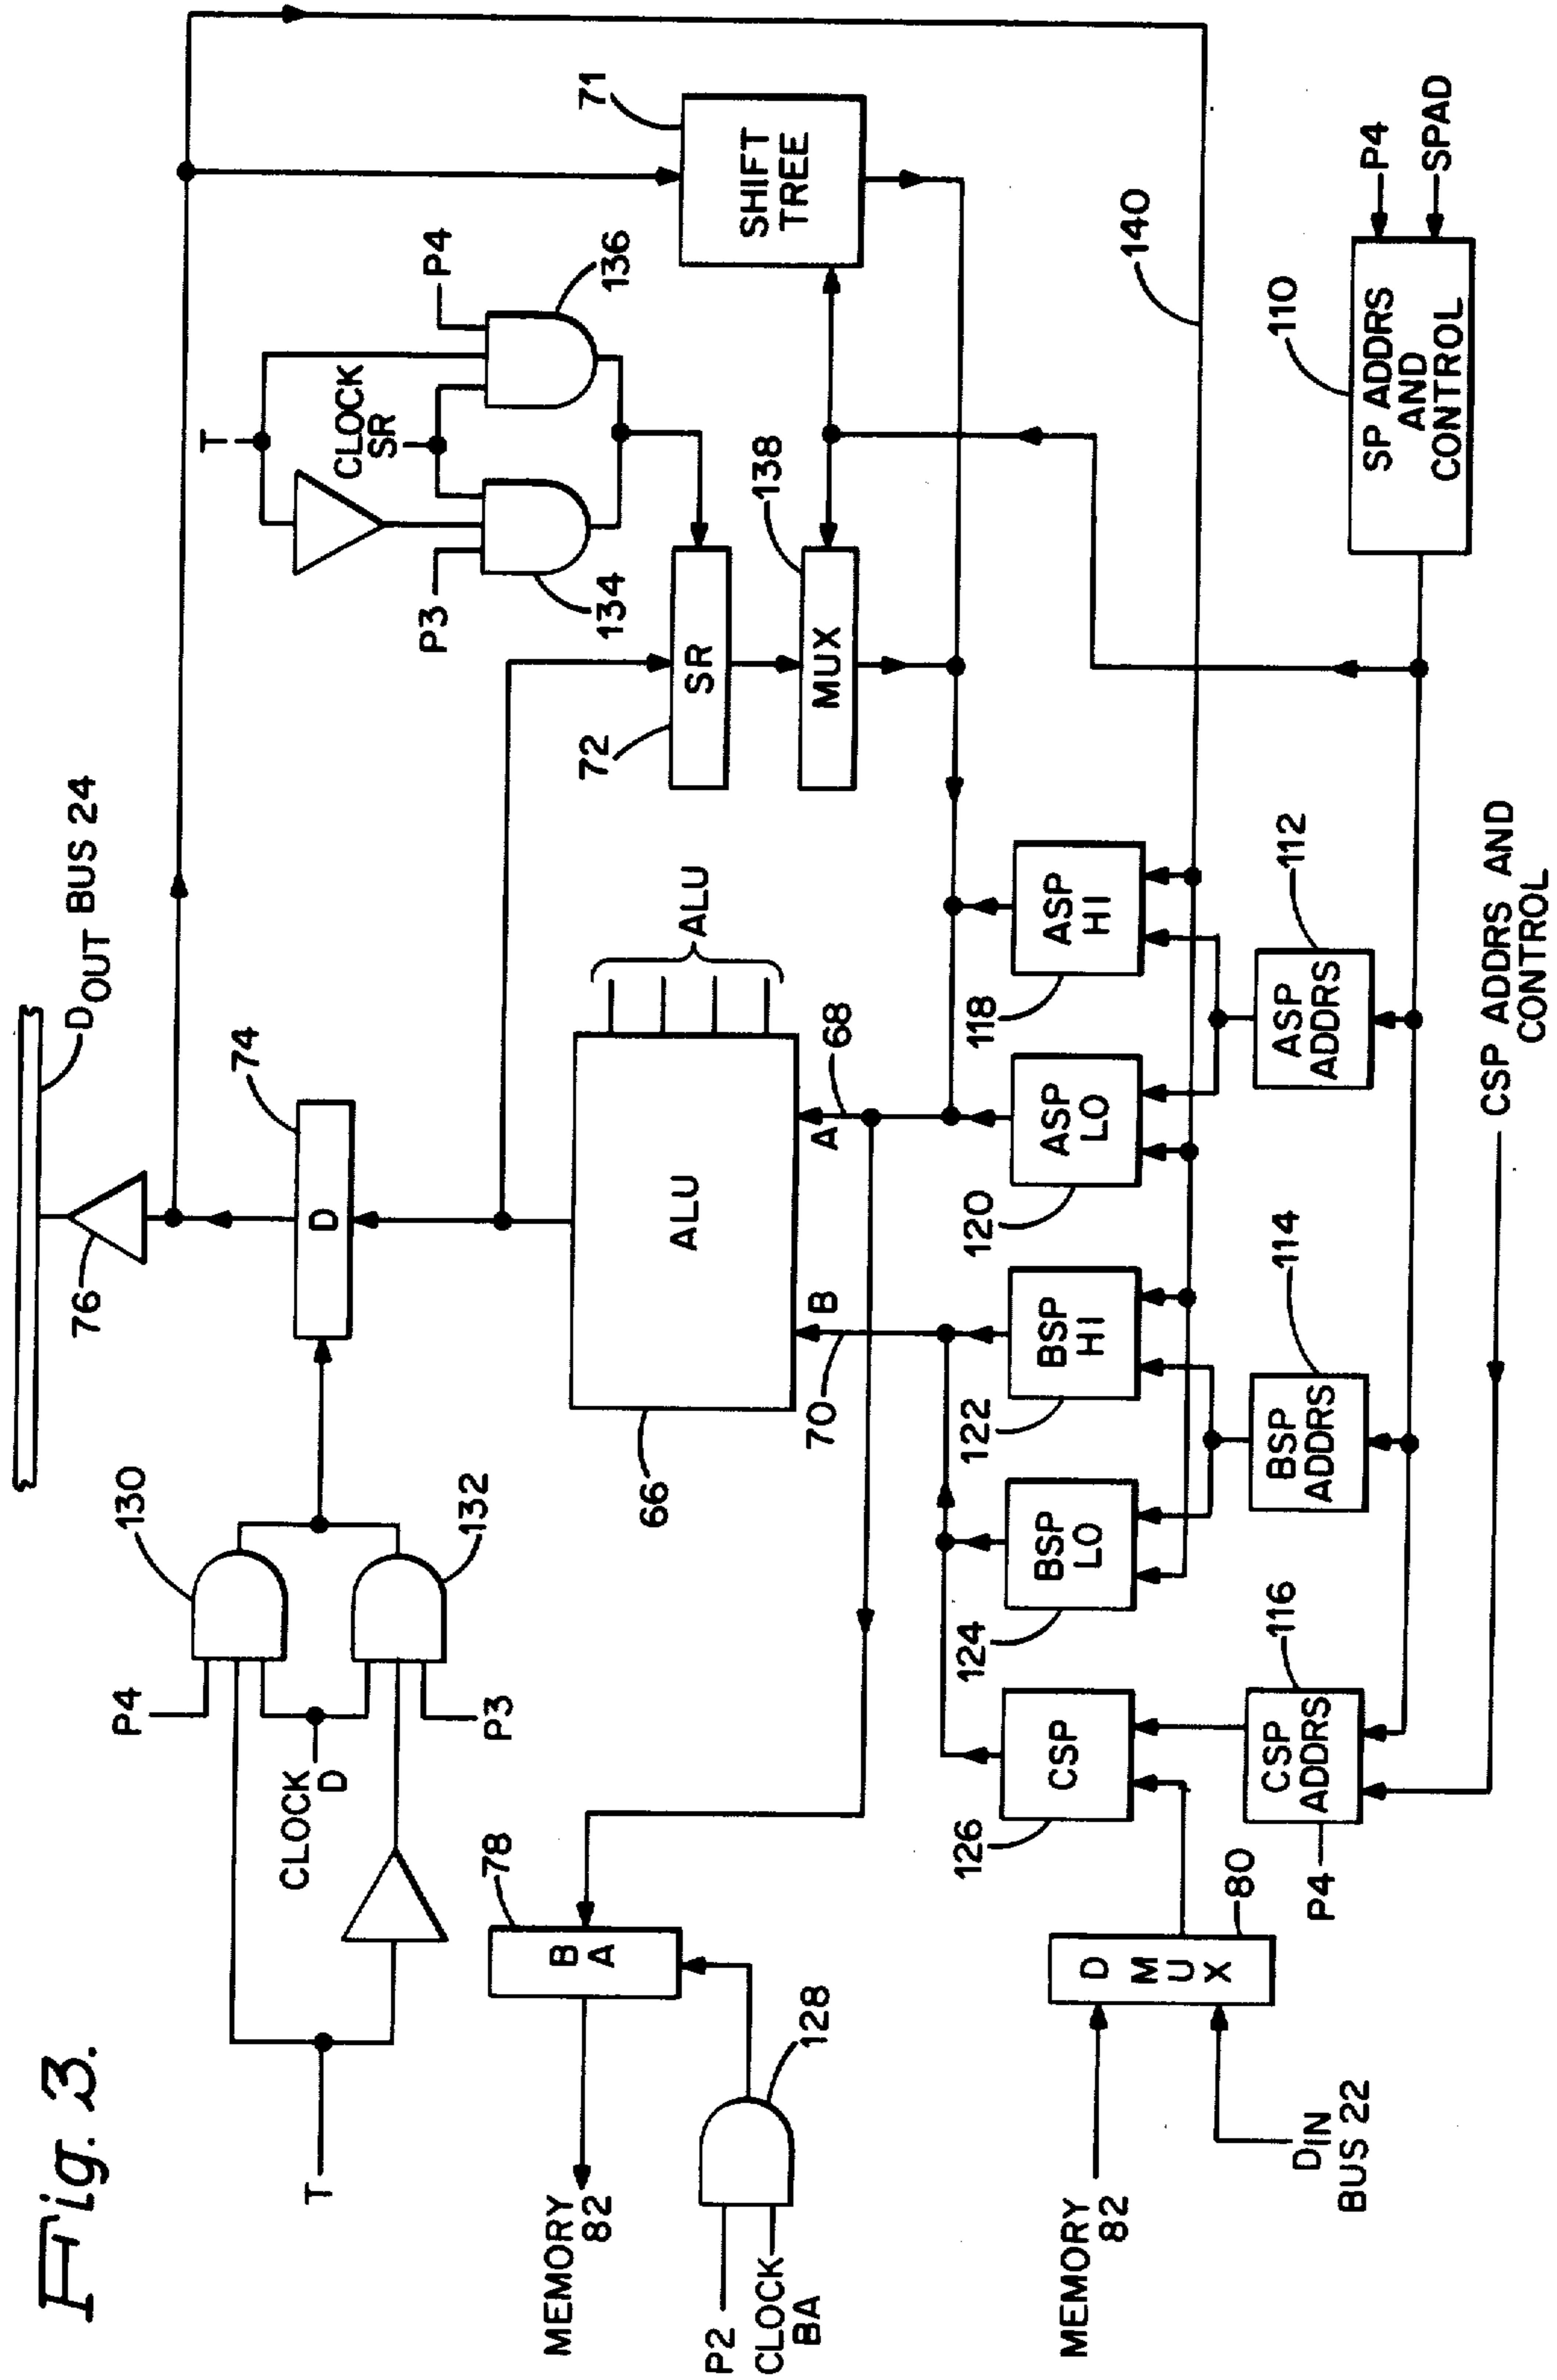 Fig. 3.
DOUT BUS 24
76
74
D
130
132
P4
CLOCK
D
P3
T
71
SHIFT
TREE
T
CLOCK
SR
P4
136
P3
134
72
SR
138
MUX
140
ALU
66
ALU
A
68
B
70
78
B
A
MEMORY
82
P2
CLOCK
BA
128
ASP
HI
118
ASP
LO
120
BSP
HI
122
BSP
LO
124
CSP
126
ASP
ADDRS
112
BSP
ADDRS
114
CSP
ADDRS
116
P4
D
M
U
X
80
MEMORY
82
DIN
BUS 22
SP ADDRS
AND
CONTROL
110
P4
SPAD
CSP ADDRS AND
CONTROL